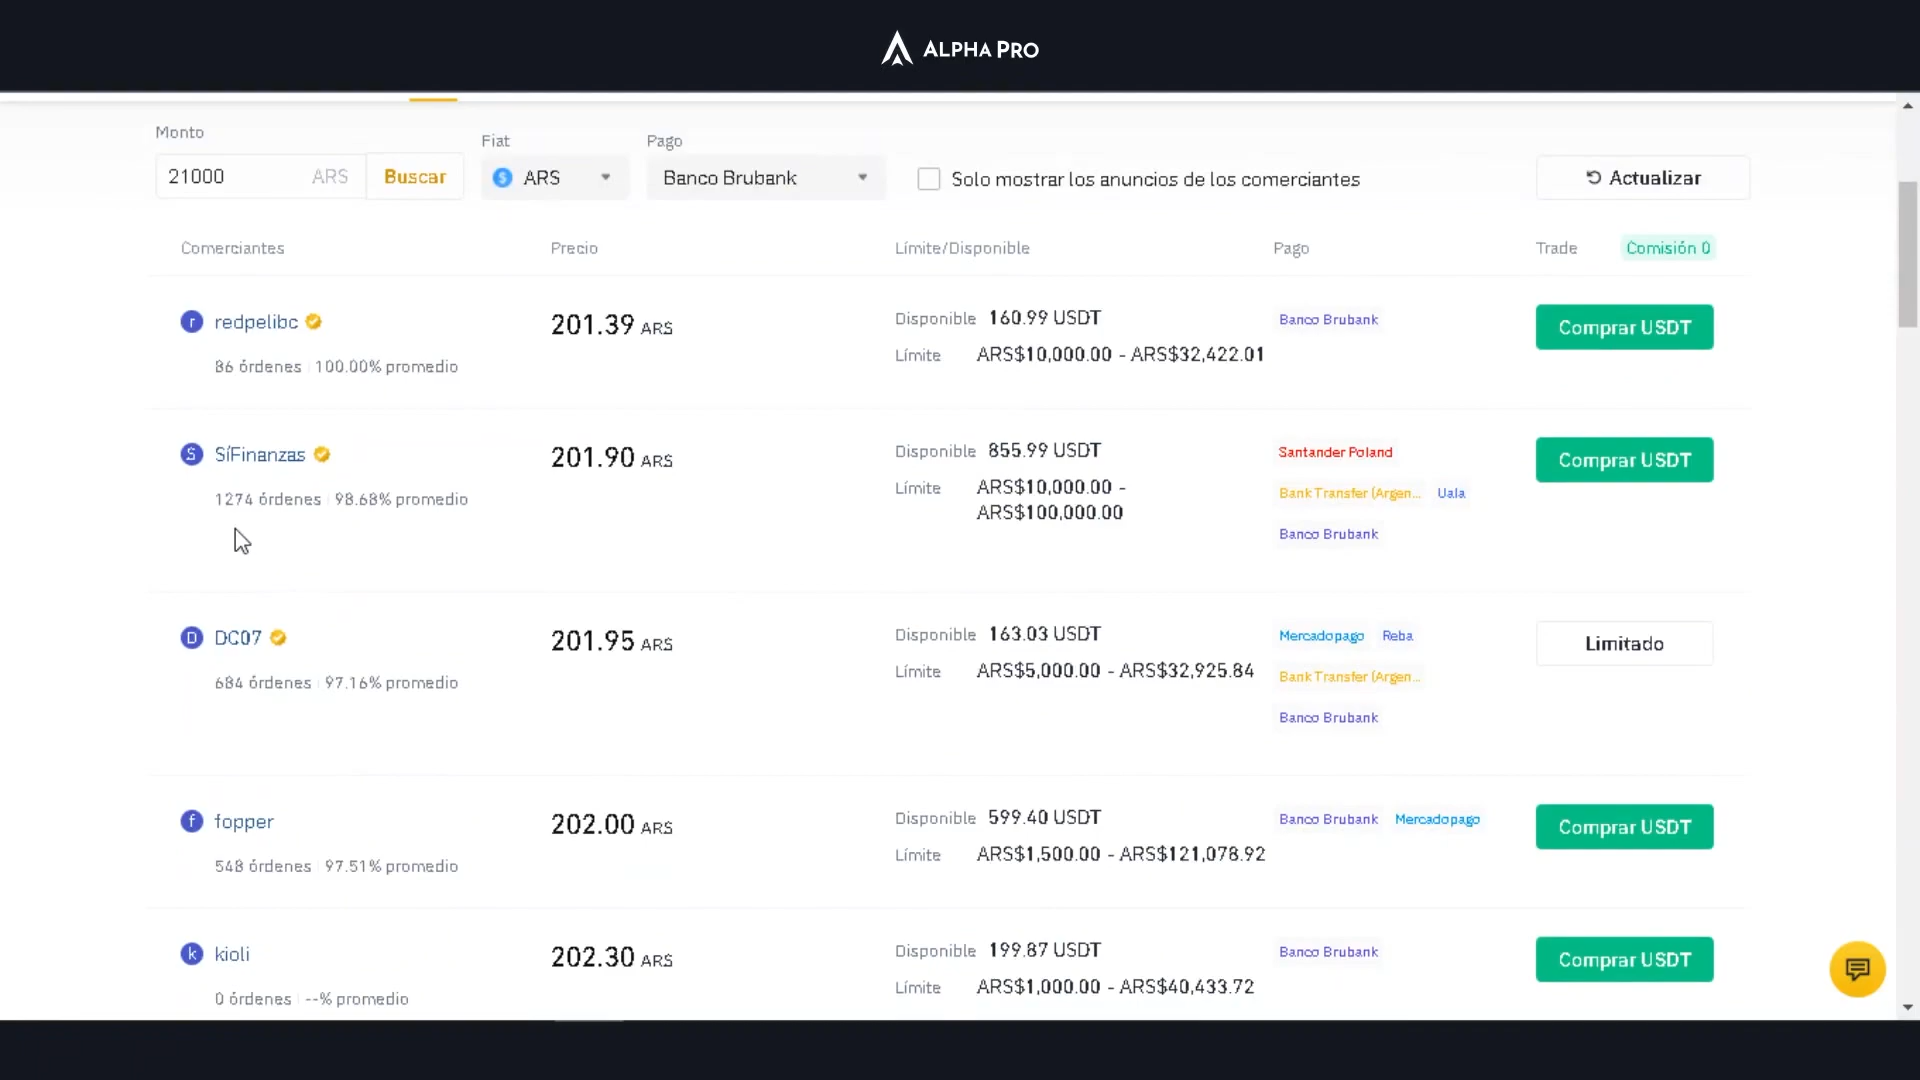 ALPHA PRO
Monto
Fiat
Pago
21000 ARS Buscar
ARS
Banco Brubank
Solo mostrar los anuncios de los comerciantes
Actualizar
Comerciantes Precio Límite/Disponible Pago Trade Comisión 0
r redpelibc
86 órdenes 100.00% promedio
201.39 ARS
Disponible 160.99 USDT
Límite ARS$10,000.00 - ARS$32,422.01
Banco Brubank
Comprar USDT
S SíFinanzas
1274 órdenes 98.68% promedio
201.90 ARS
Disponible 855.99 USDT
Límite ARS$10,000.00 -
ARS$100,000.00
Santander Poland
Bank Transfer (Argen... Uala
Banco Brubank
Comprar USDT
D DC07
684 órdenes 97.16% promedio
201.95 ARS
Disponible 163.03 USDT
Límite ARS$5,000.00 - ARS$32,925.84
Mercadopago Reba
Bank Transfer (Argen...
Banco Brubank
Limitado
f fopper
548 órdenes 97.51% promedio
202.00 ARS
Disponible 599.40 USDT
Límite ARS$1,500.00 - ARS$121,078.92
Banco Brubank Mercadopago
Comprar USDT
k kioli
0 órdenes --% promedio
202.30 ARS
Disponible 199.87 USDT
Límite ARS$1,000.00 - ARS$40,433.72
Banco Brubank
Comprar USDT